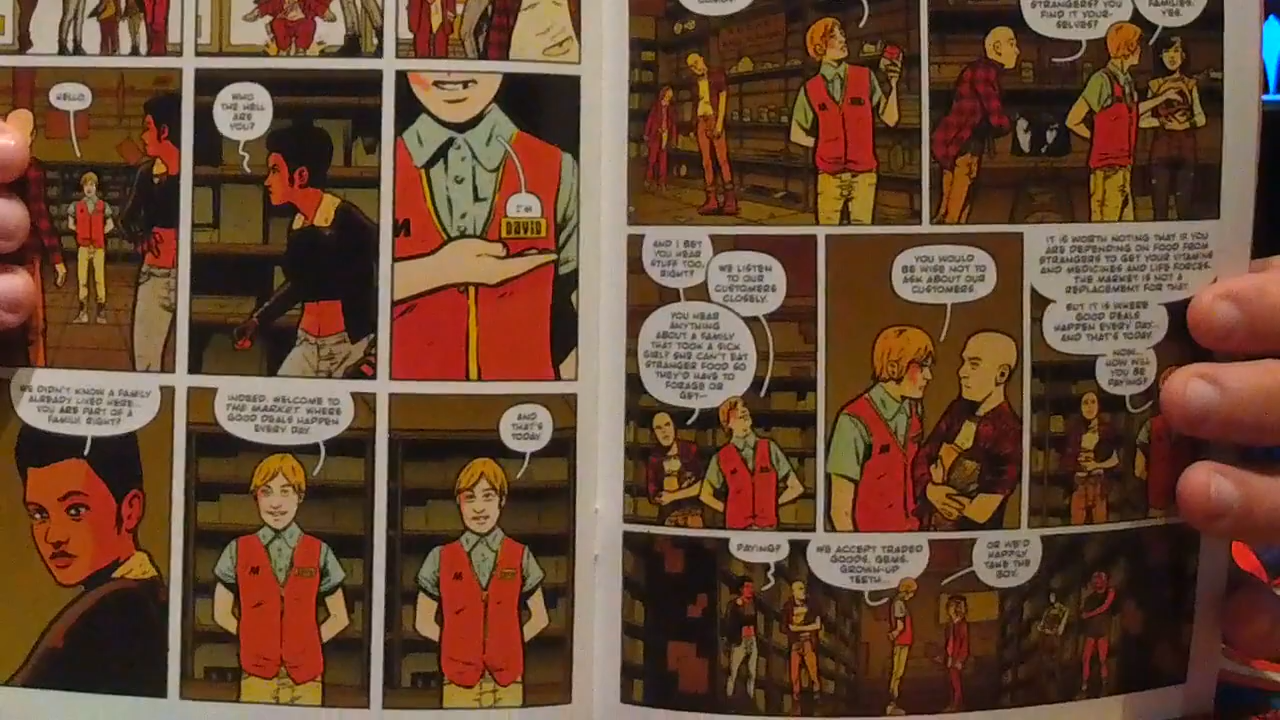 HELLO.
WHO
THE HELL
ARE
YOU?
I'M
DAVID
M
WE DIDN'T KNOW A FAMILY
ALREADY LIVED HERE...
YOU ARE PART OF A
FAMILY, RIGHT?
INDEED. WELCOME TO
THE MARKET WHERE
GOOD DEALS HAPPEN
EVERY DAY.
M
AND
THAT'S
TODAY.
M
STRANGERS? YOU
FIND IT YOUR-
SELVES?
FAMILIES,
YES.
AND I BET
YOU HEAR
STUFF TOO,
RIGHT?
WE LISTEN
TO OUR
CUSTOMERS
CLOSELY.
YOU HEAR
ANYTHING
ABOUT A FAMILY
THAT TOOK A SICK
GIRL? SHE CAN'T EAT
STRANGER FOOD SO
THEY'D HAVE TO
FORAGE OR
GET--
YOU WOULD
BE WISE NOT TO
ASK ABOUT OUR
CUSTOMERS.
IT IS WORTH NOTING THAT IF YOU
ARE DEPENDING ON FOOD FROM
STRANGERS TO GET YOUR VITAMINS
AND MEDICINES AND LIFE FORCES,
THE MARKET IS NOT A
REPLACEMENT FOR THAT.
BUT IT IS WHERE
GOOD DEALS
HAPPEN EVERY DAY...
AND THAT'S TODAY.
NOW...
HOW WILL
YOU BE
PAYING?
PAYING?
WE ACCEPT TRADED
GOODS, GEMS,
GROWN-UP
TEETH...
OR WE'D
HAPPILY
TAKE THE
BOY.